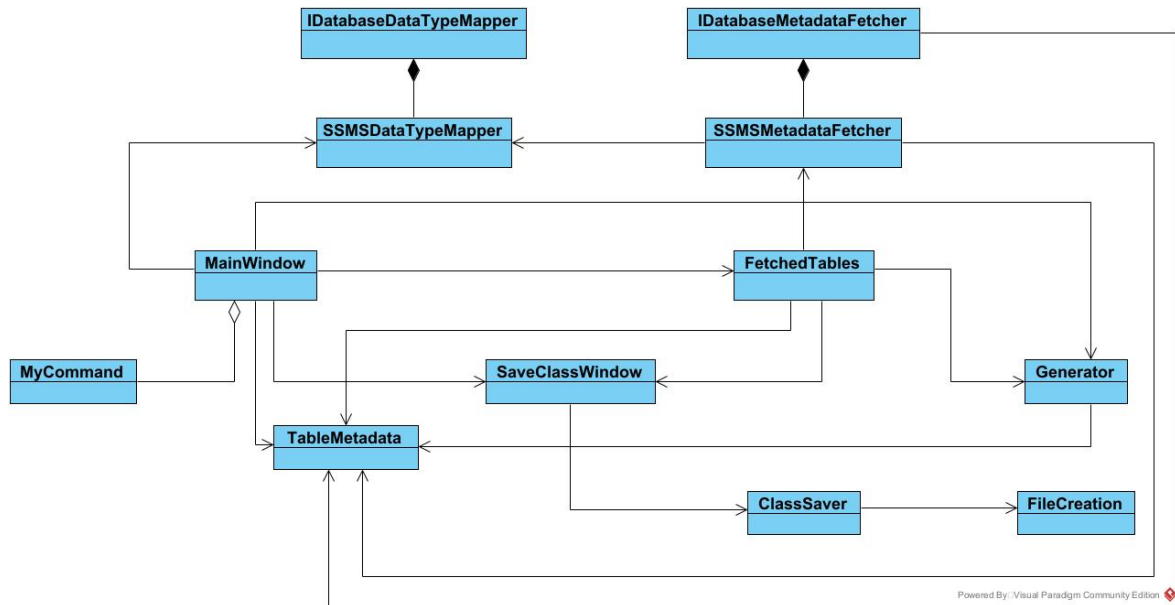 IDatabaseDataTypeMapper
IDatabaseMetadataFetcher
SSMSDataTypeMapper
SSMSMetadataFetcher
MainWindow
FetchedTables
MyCommand
SaveClassWindow
Generator
TableMetadata
ClassSaver
FileCreation
Powered By Visual Paradigm Community Edition